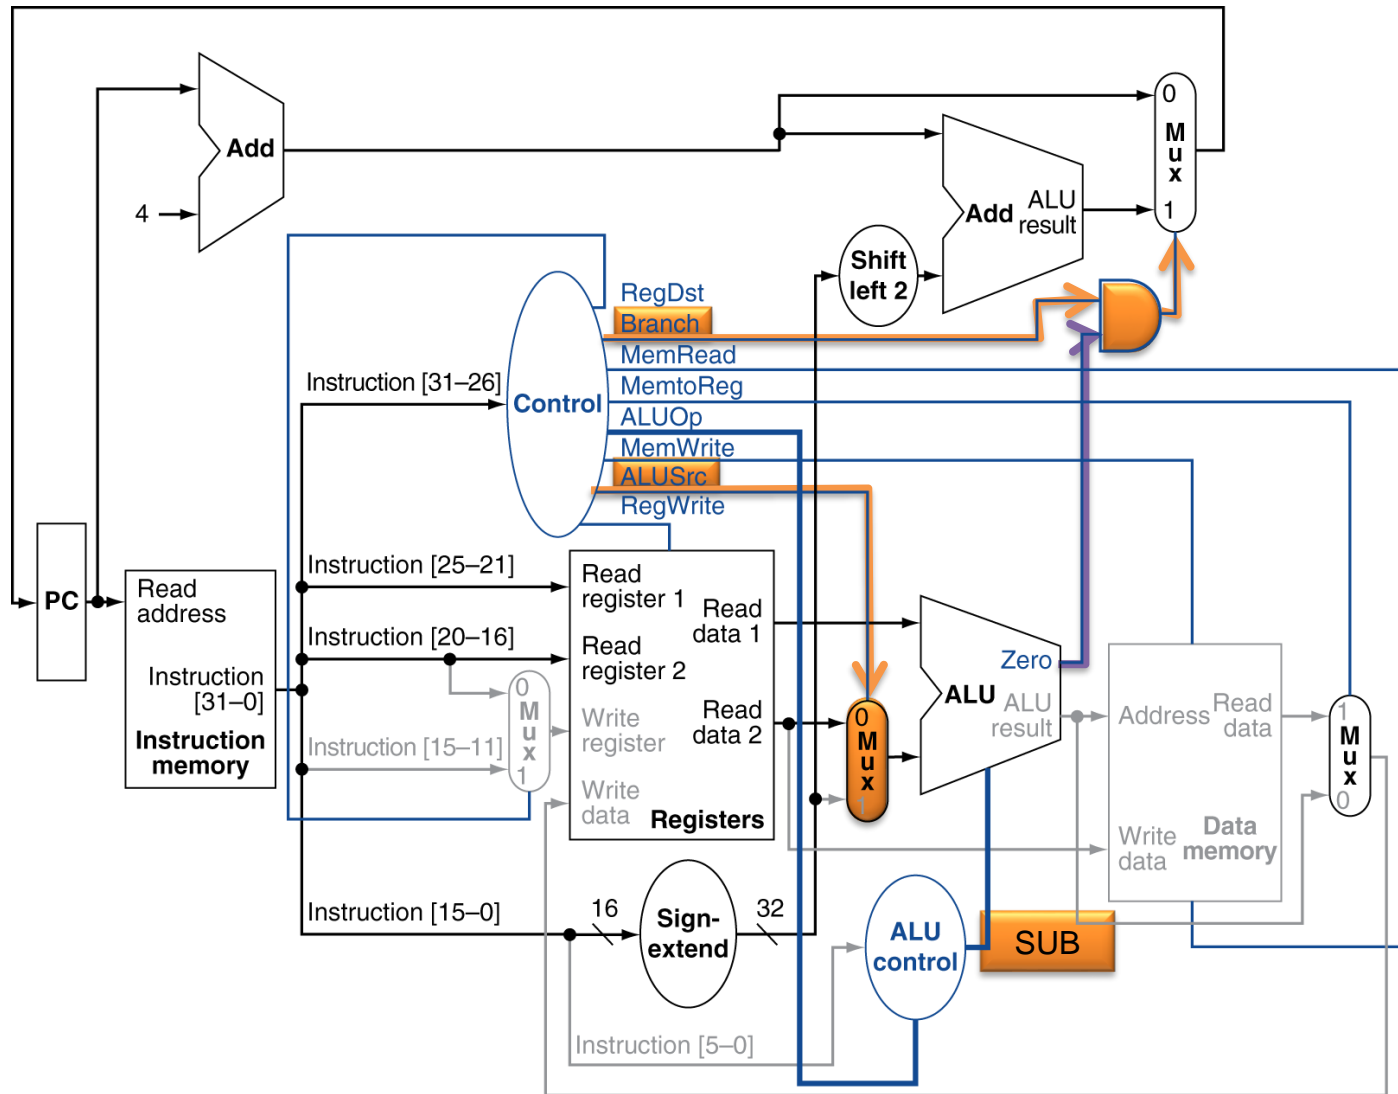 0
M
u
x
1
Add
4
Add
ALU
result
Shift
left 2
RegDst
Branch
MemRead
MemtoReg
ALUOp
MemWrite
ALUSrc
RegWrite
Instruction [31–26]
Control
PC
Read
address
Instruction
[31–0]
Instruction
memory
Instruction [25–21]
Instruction [20–16]
Instruction [15–11]
0
M
u
x
1
Read
register 1
Read
register 2
Write
register
Write
data
Read
data 1
Read
data 2
Registers
0
M
u
x
1
Zero
ALU
ALU
result
Address
Read
data
Write
data
Data
memory
1
M
u
x
0
Instruction [15–0]
16
Sign-
extend
32
ALU
control
SUB
Instruction [5–0]